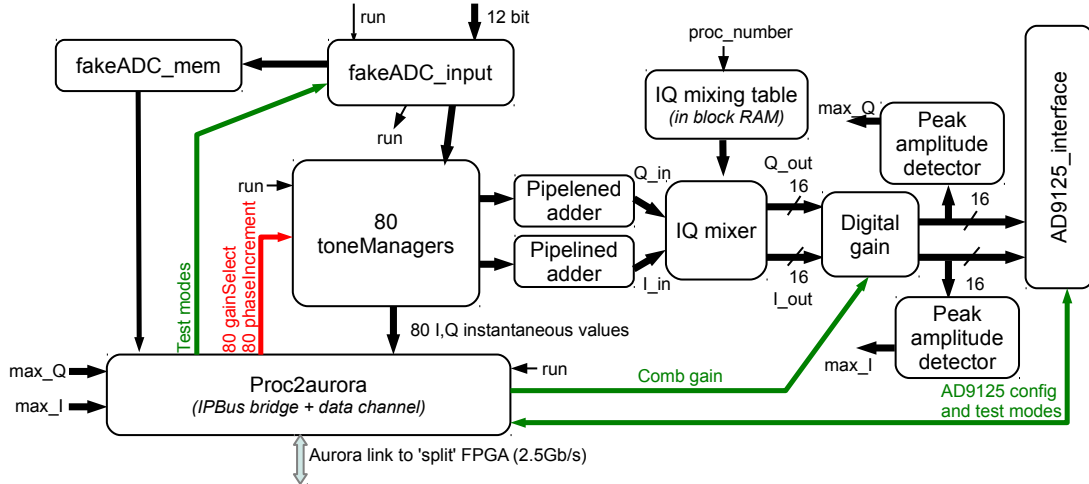 run
12 bit
proc_number
fakeADC_mem
fakeADC_input
IQ mixing table
(in block RAM)
max_Q
Peak
amplitude
detector
AD9125_interface
run
run
80
toneManagers
Pipelened
adder
Pipelined
adder
Q_in
I_in
IQ mixer
Q_out
16
16
I_out
Digital
gain
16
16
Peak
amplitude
detector
max_I
Test modes
80 gainSelect
80 phaseIncrement
80 I,Q instantaneous values
max_Q
max_I
Proc2aurora
(IPBus bridge + data channel)
run
Comb gain
AD9125 config
and test modes
Aurora link to 'split' FPGA (2.5Gb/s)